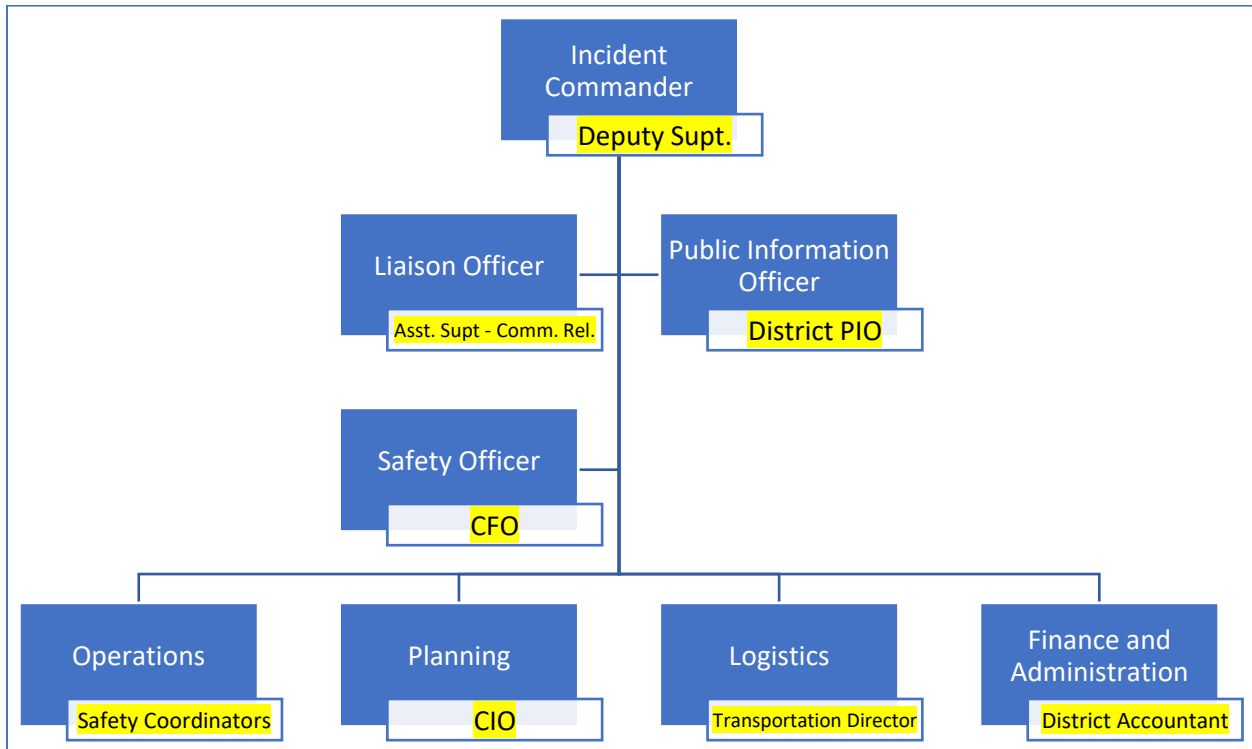 Incident
Commander
Deputy Supt.
Liaison Officer
Asst. Supt - Comm. Rel.
Public Information
Officer
District PIO
Safety Officer
CFO
Operations
Safety Coordinators
Planning
CIO
Logistics
Transportation Director
Finance and
Administration
District Accountant